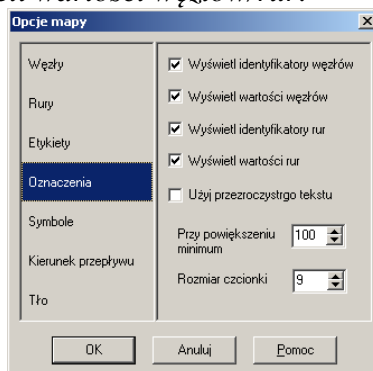 Opcje mapy
Węzły
Rury
Etykiety
Oznaczenia
Symbole
Kierunek przepływu
Tło
Wyświetl identyfikatory węzłów
Wyświetl wartości węzłów
Wyświetl identyfikatory rur
Wyświetl wartości rur
Użyj przezroczystrgo tekstu
Przy powiększeniu
minimum
100
Rozmiar czcionki 9
OK Anuluj Pomoc